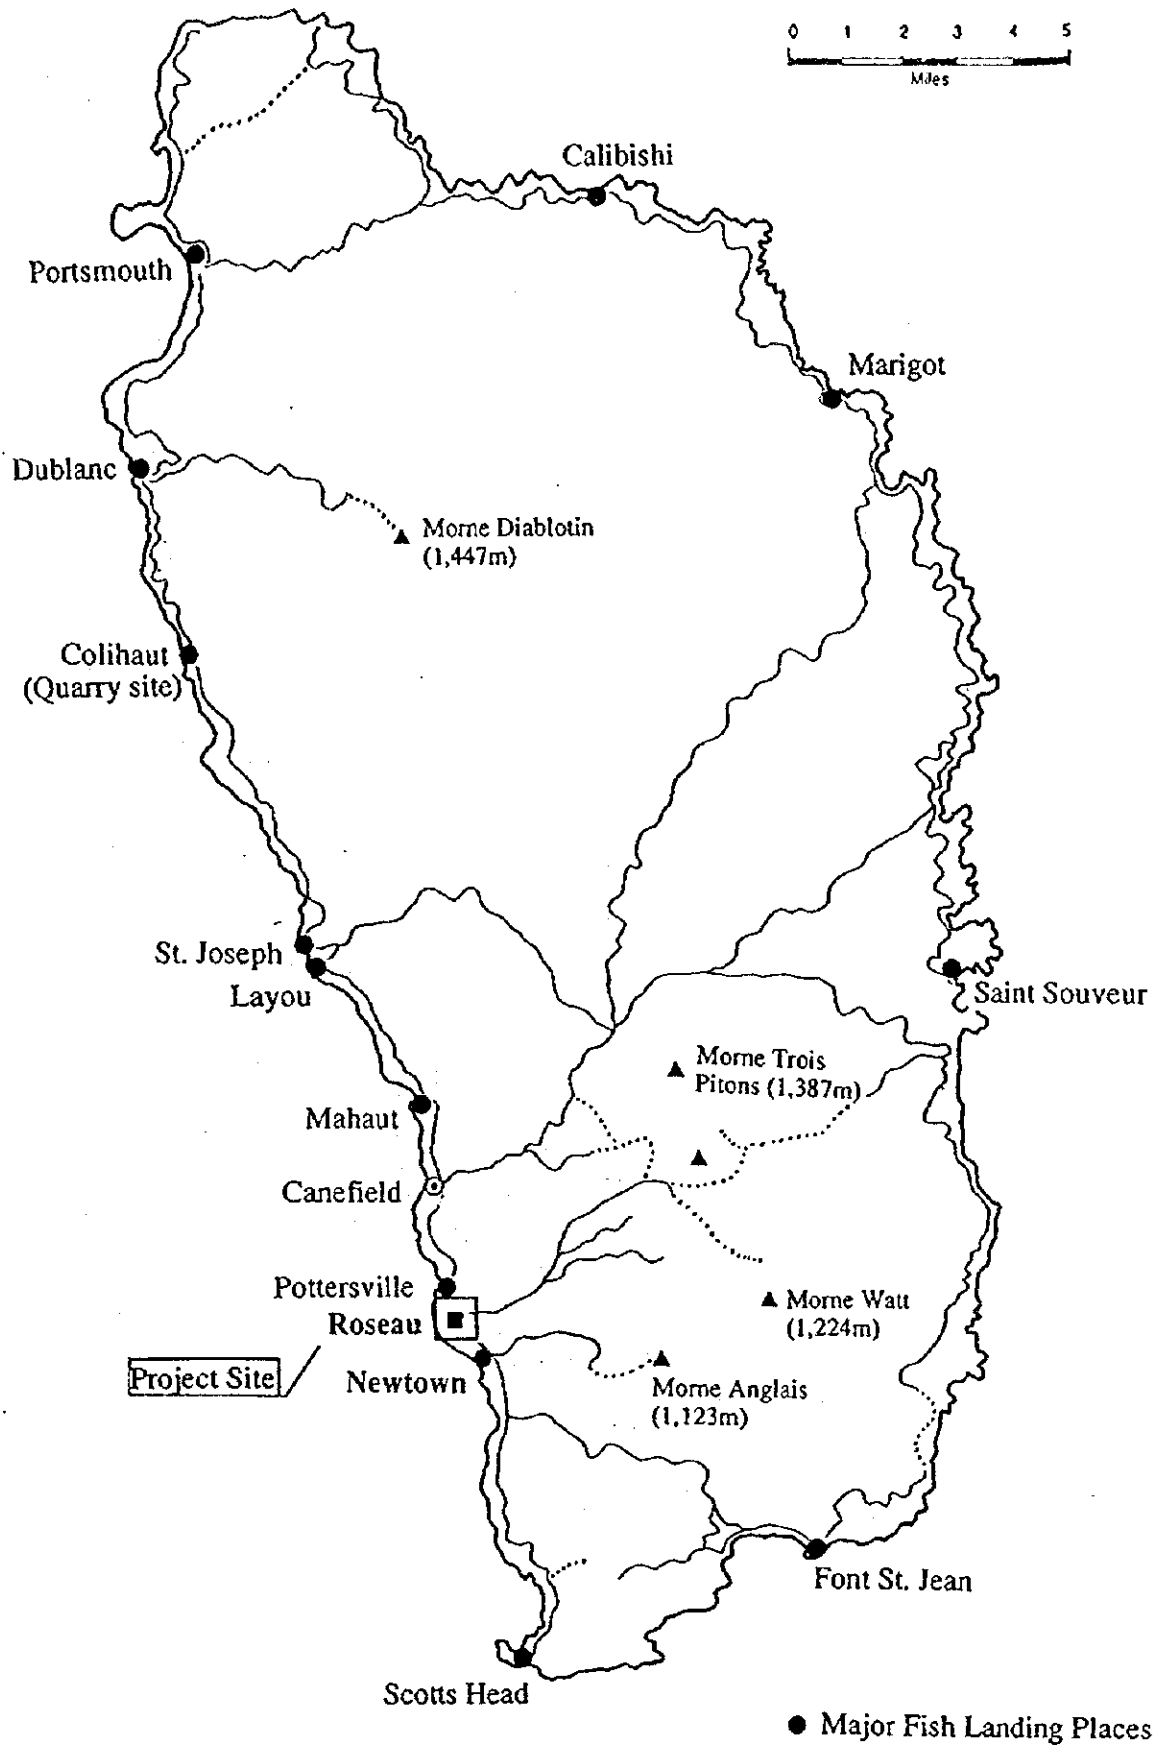 0 1 2 3 4 5
Miles
Calibishi
Portsmouth
Marigot
Dublanc
Morne Diablotin
(1,447m)
Colihaut
(Quarry site)
St. Joseph
Layou
Saint Souveur
Morne Trois
Pitons (1,387m)
Mahaut
Canefield
Pottersville
Roseau
Morne Watt
(1,224m)
Project Site
Newtown
Morne Anglais
(1,123m)
Font St. Jean
Scotts Head
Major Fish Landing Places